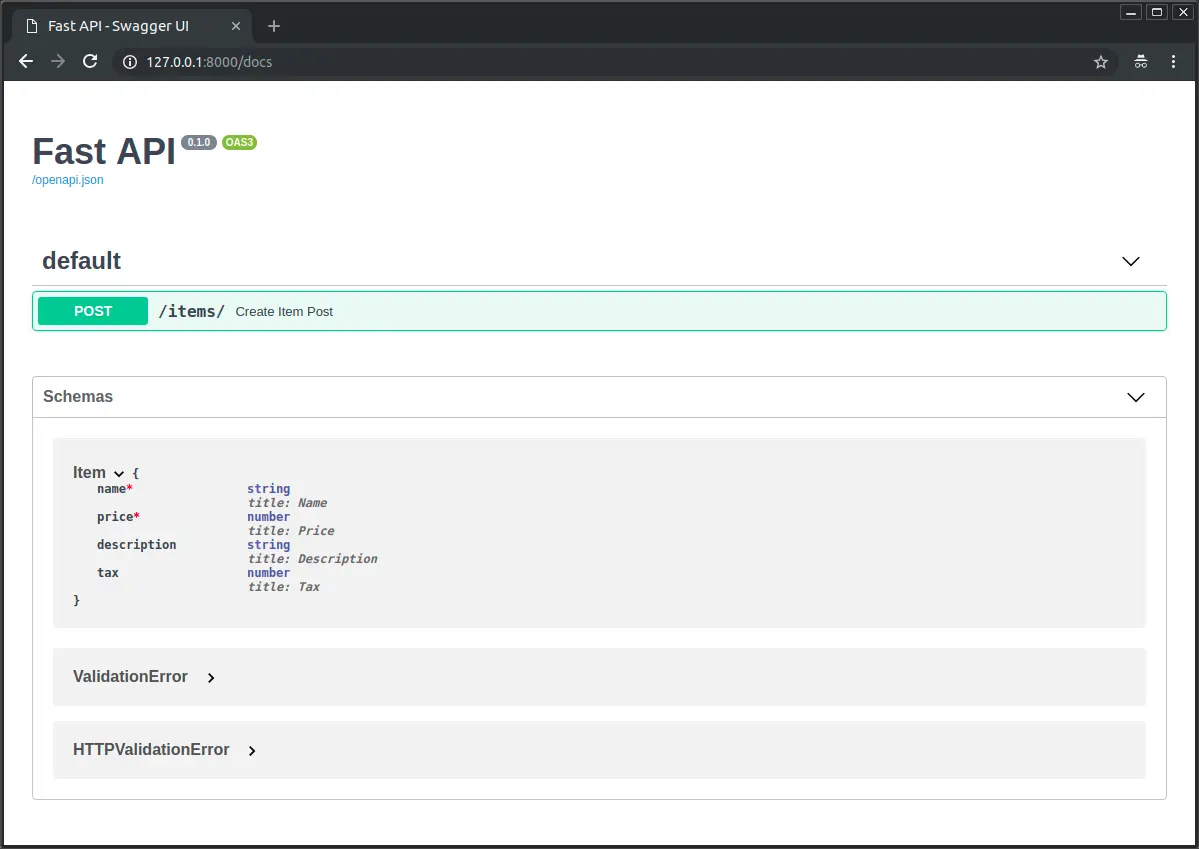 Fast API - Swagger UI
127.0.0.1:8000/docs
Fast API 0.1.0 OAS3
/openapi.json
default
POST /items/ Create Item Post
Schemas
Item {
name* string
title: Name
price* number
title: Price
description string
title: Description
tax number
title: Tax
}
ValidationError
HTTPValidationError